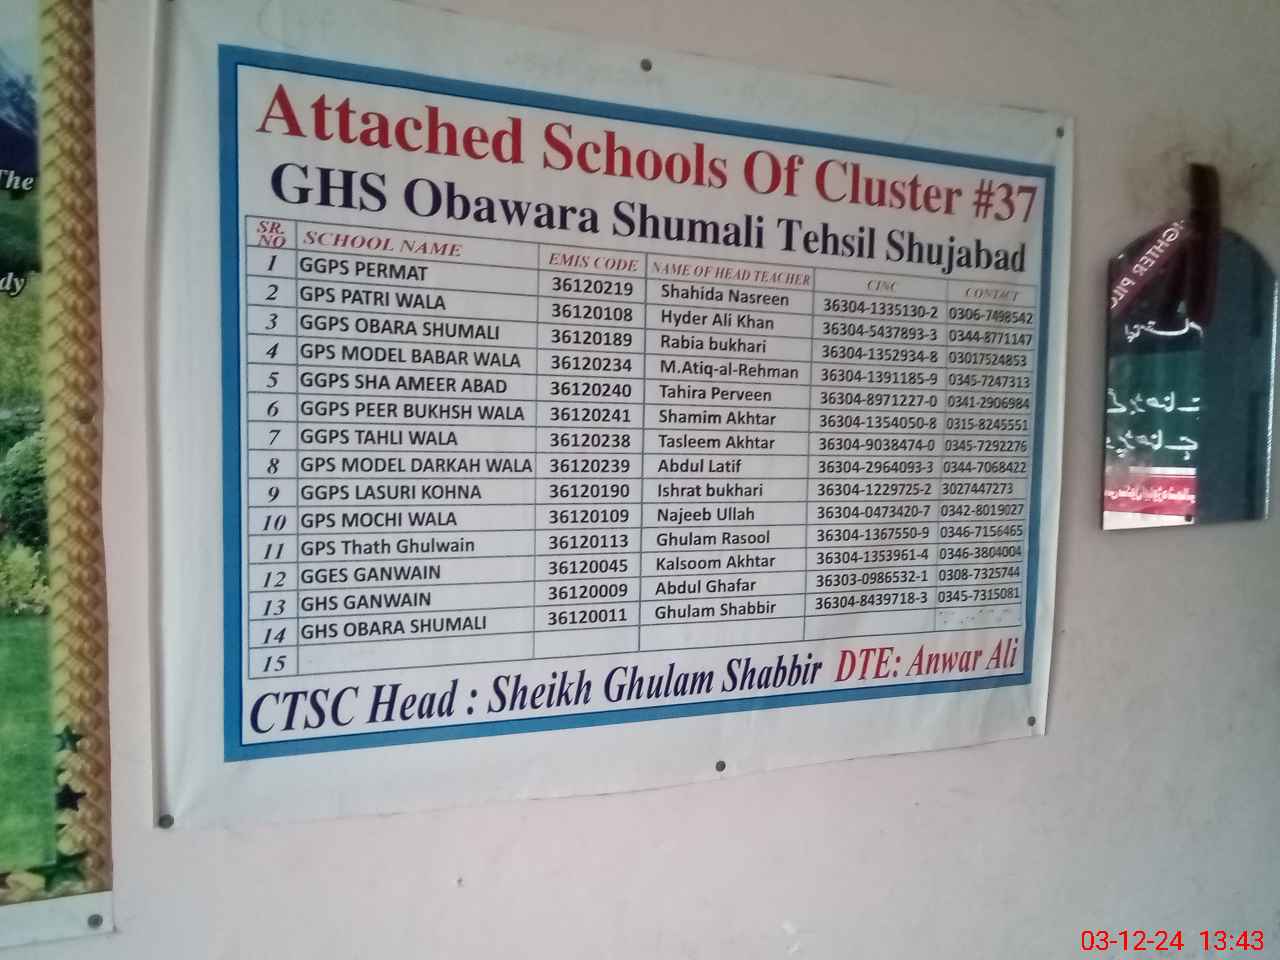 The
dy
Attached Schools Of Cluster #37
GHS Obawara Shumali Tehsil Shujabad
SR. NO SCHOOL NAME EMIS CODE NAME OF HEAD TEACHER CINC CONTACT
1 GGPS PERMAT 36120219 Shahida Nasreen 36304-1335130-2 0306-7498542
2 GPS PATRI WALA 36120108 Hyder Ali Khan 36304-5437893-3 0344-8771147
3 GGPS OBARA SHUMALI 36120189 Rabia bukhari 36304-1352934-8 03017524853
4 GPS MODEL BABAR WALA 36120234 M.Atiq-al-Rehman 36304-1391185-9 0345-7247313
5 GGPS SHA AMEER ABAD 36120240 Tahira Perveen 36304-8971227-0 0341-2906984
6 GGPS PEER BUKHSH WALA 36120241 Shamim Akhtar 36304-1354050-8 0315-8245551
7 GGPS TAHLI WALA 36120238 Tasleem Akhtar 36304-9038474-0 0345-7292276
8 GPS MODEL DARKAH WALA 36120239 Abdul Latif 36304-2964093-3 0344-7068422
9 GGPS LASURI KOHNA 36120190 Ishrat bukhari 36304-1229725-2 3027447273
10 GPS MOCHI WALA 36120109 Najeeb Ullah 36304-0473420-7 0342-8019027
11 GPS Thath Ghulwain 36120113 Ghulam Rasool 36304-1367550-9 0346-7156465
12 GGES GANWAIN 36120045 Kalsoom Akhtar 36304-1353961-4 0346-3804004
13 GHS GANWAIN 36120009 Abdul Ghafar 36303-0986532-1 0308-7325744
14 GHS OBARA SHUMALI 36120011 Ghulam Shabbir 36304-8439718-3 0345-7315081
15
CTSC Head : Sheikh Ghulam Shabbir DTE: Anwar Ali
03-12-24 13:43